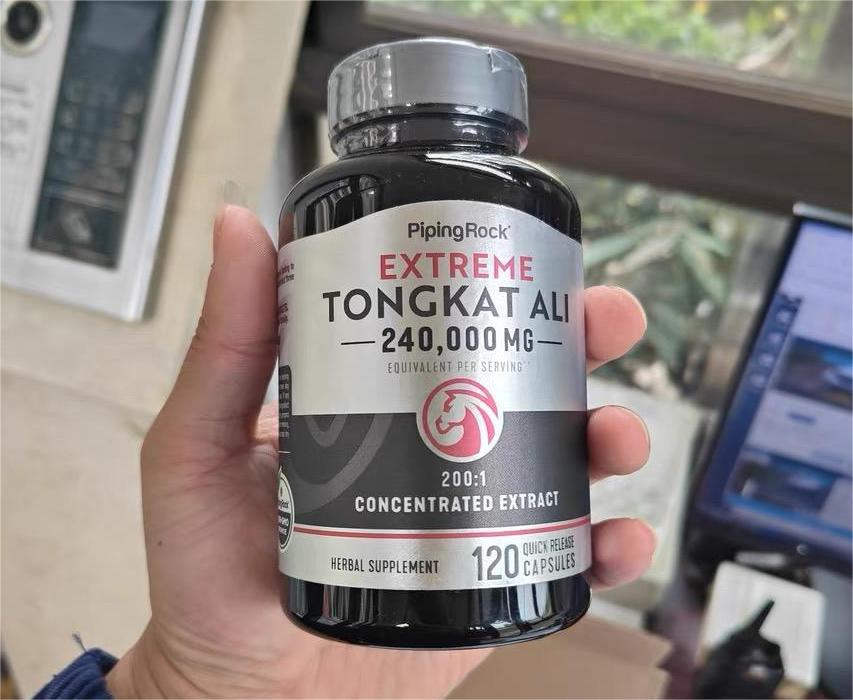 PipingRock®
EXTREME
TONGKAT ALI
240,000 MG
EQUIVALENT PER SERVING**
200:1
CONCENTRATED EXTRACT
HERBAL SUPPLEMENT
120 QUICK RELEASE
CAPSULES